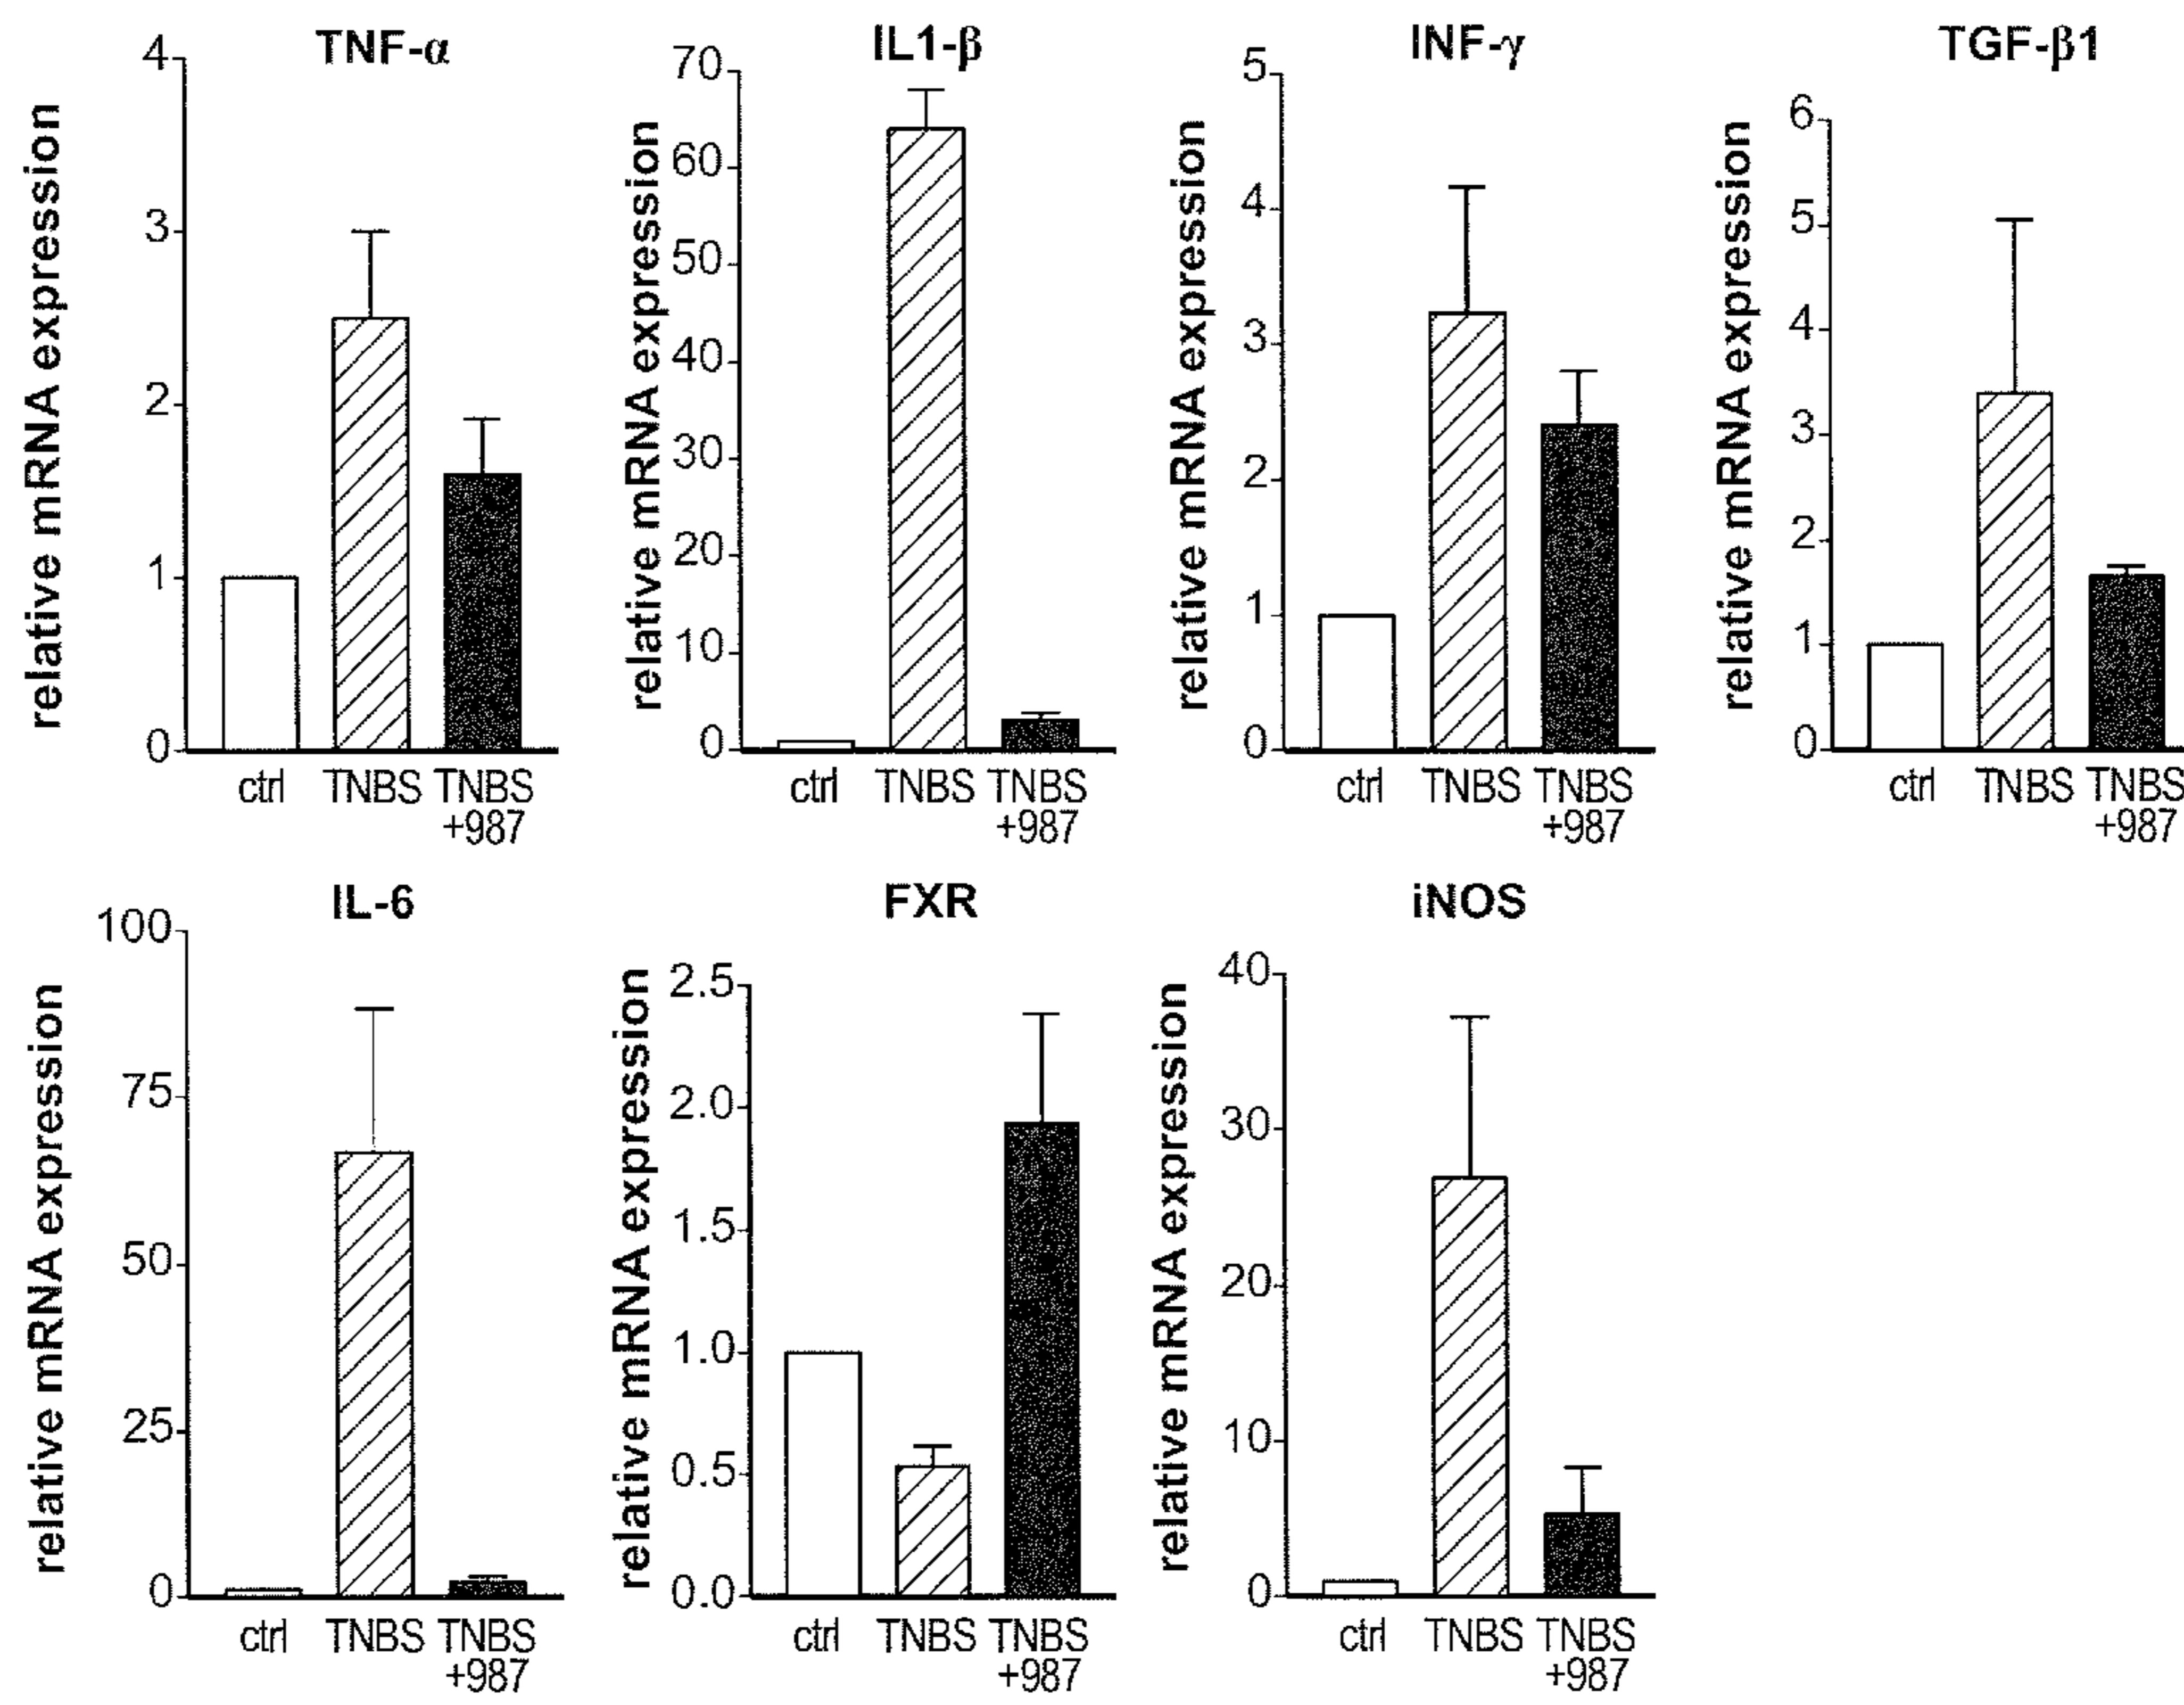 TNF-α
relative mRNA expression
4
3
2
1
0
ctrl TNBS TNBS
+987
IL1-β
relative mRNA expression
70
60
50
40
30
20
10
0
ctrl TNBS TNBS
+987
INF-γ
relative mRNA expression
5
4
3
2
1
0
ctrl TNBS TNBS
+987
TGF-β1
relative mRNA expression
6
5
4
3
2
1
0
ctrl TNBS TNBS
+987
IL-6
relative mRNA expression
100
75
50
25
0
ctrl TNBS TNBS
+987
FXR
relative mRNA expression
2.5
2.0
1.5
1.0
0.5
0.0
ctrl TNBS TNBS
+987
iNOS
relative mRNA expression
40
30
20
10
0
ctrl TNBS TNBS
+987